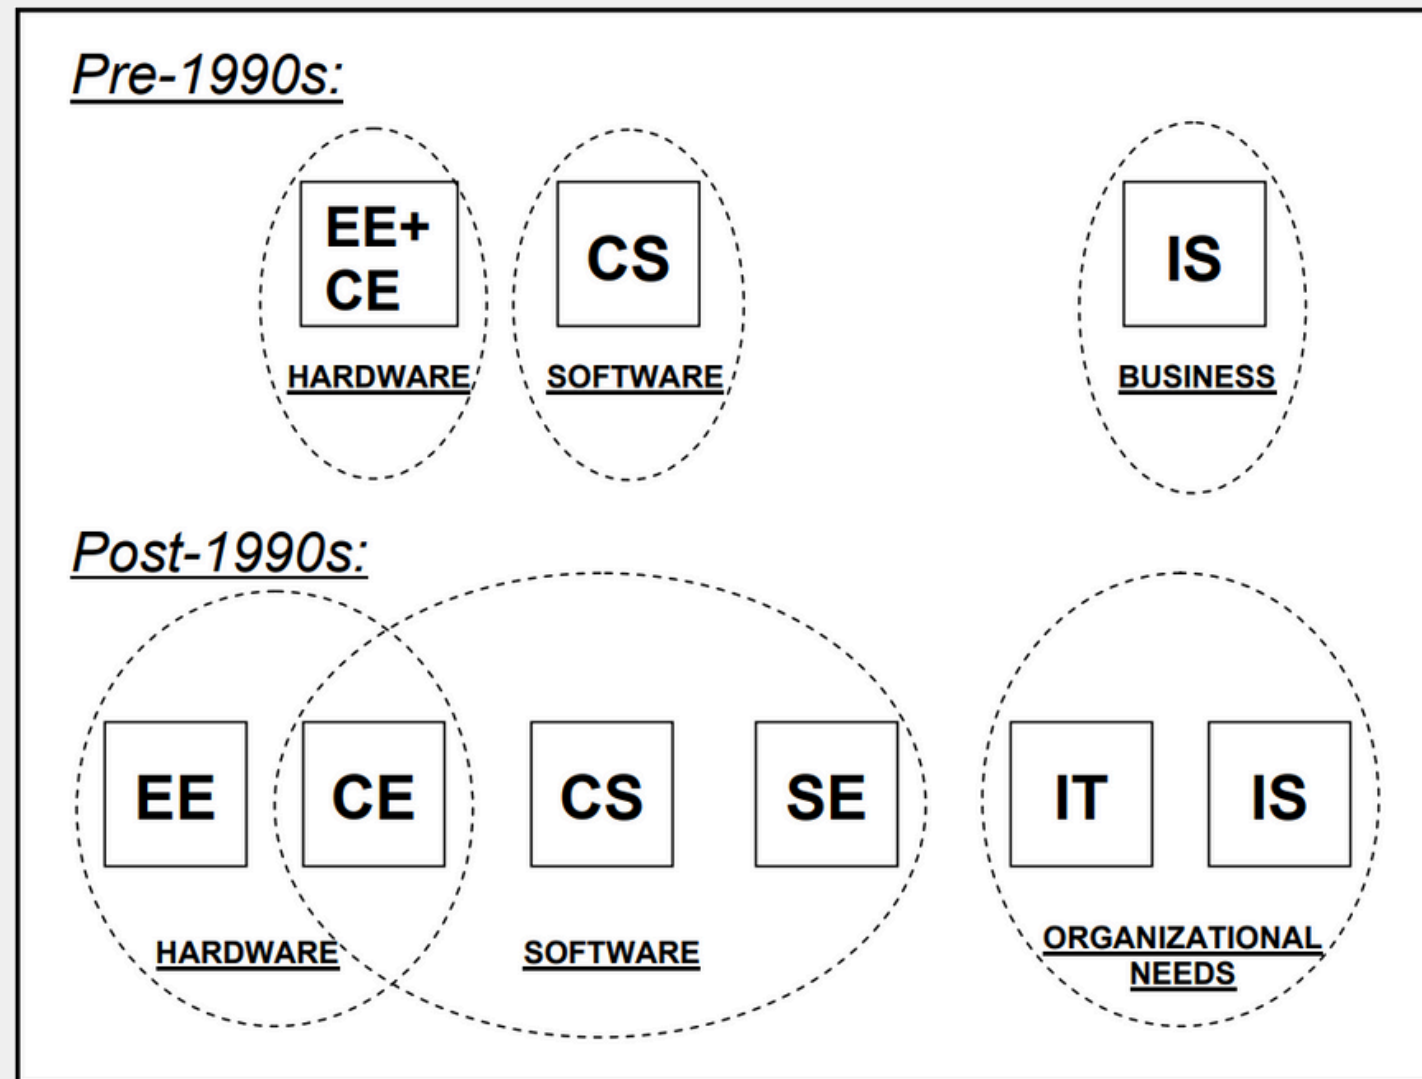 Pre-1990s:
EE+
CE
CS
IS
HARDWARE
SOFTWARE
BUSINESS
Post-1990s:
EE
CE
CS
SE
IT
IS
HARDWARE
SOFTWARE
ORGANIZATIONAL
NEEDS